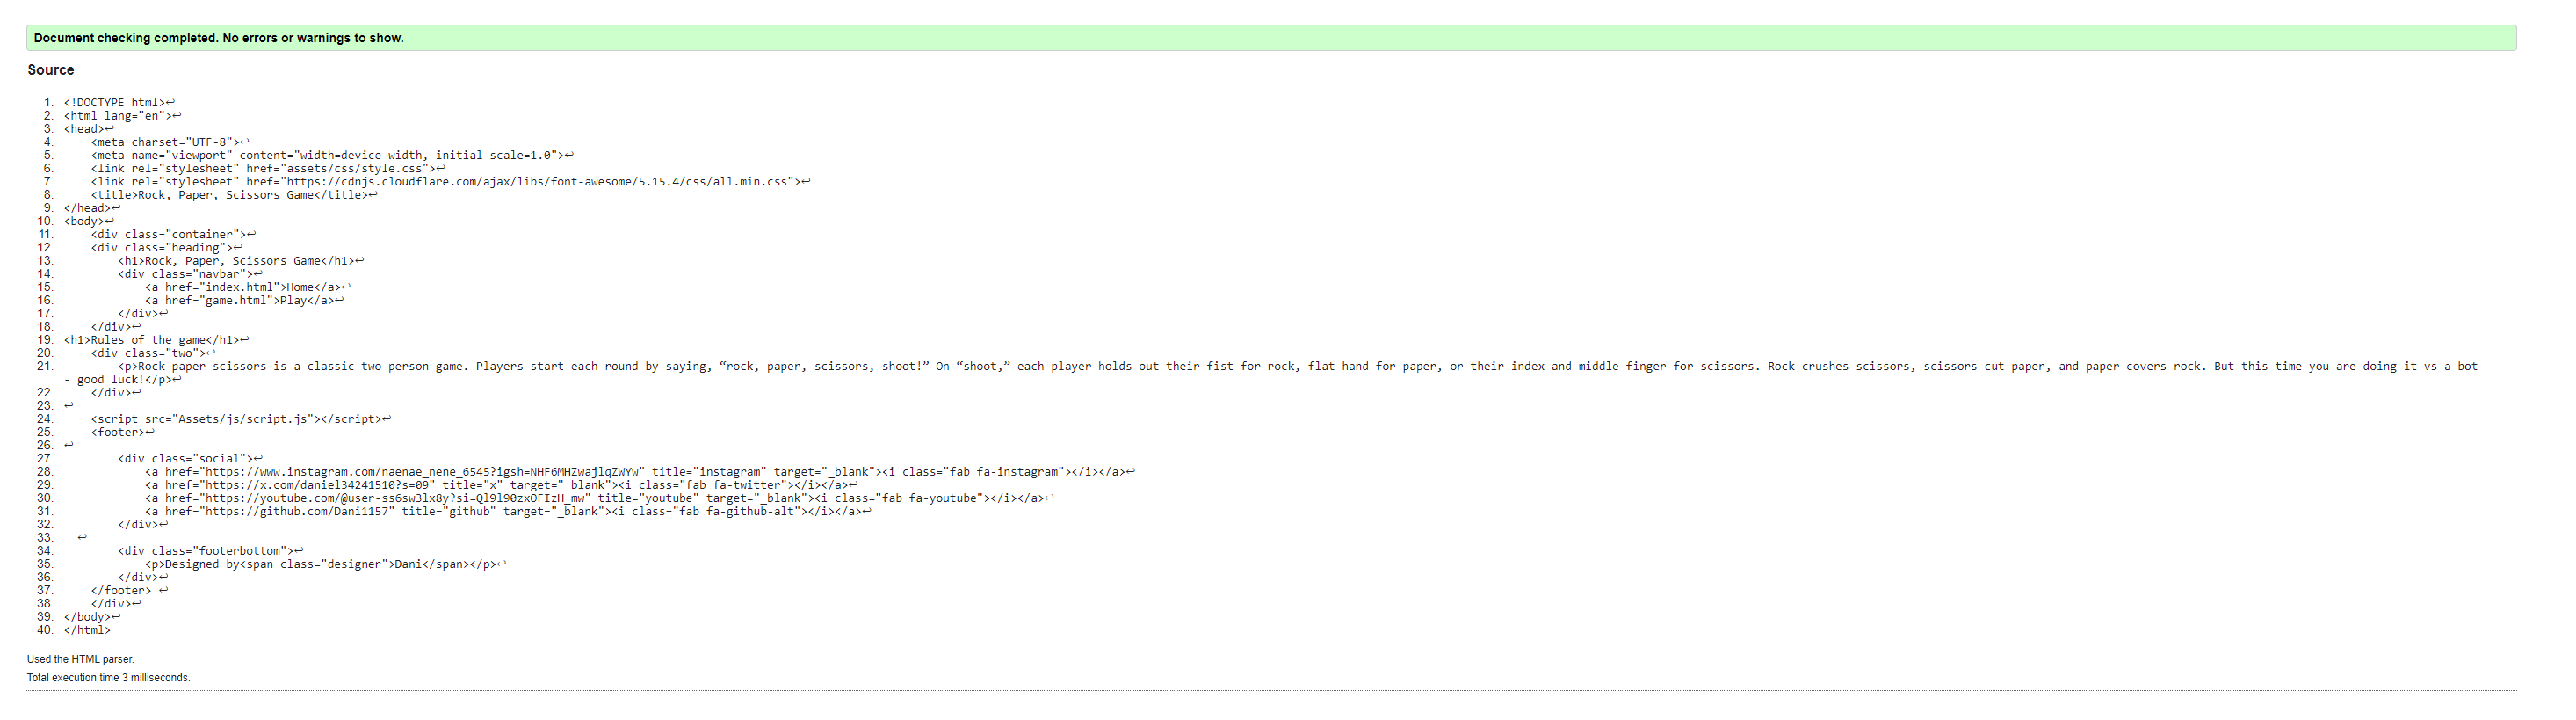 Document checking completed. No errors or warnings to show.
Source
1. <!DOCTYPE html>↩
2. <html lang="en">↩
3. <head>↩
4.     <meta charset="UTF-8">↩
5.     <meta name="viewport" content="width=device-width, initial-scale=1.0">↩
6.     <link rel="stylesheet" href="assets/css/style.css">↩
7.     <link rel="stylesheet" href="https://cdnjs.cloudflare.com/ajax/libs/font-awesome/5.15.4/css/all.min.css">↩
8.     <title>Rock, Paper, Scissors Game</title>↩
9. </head>↩
10. <body>↩
11.     <div class="container">↩
12.     <div class="heading">↩
13.         <h1>Rock, Paper, Scissors Game</h1>↩
14.         <div class="navbar">↩
15.             <a href="index.html">Home</a>↩
16.             <a href="game.html">Play</a>↩
17.         </div>↩
18.     </div>↩
19. <h1>Rules of the game</h1>↩
20.     <div class="two">↩
21.         <p>Rock paper scissors is a classic two-person game. Players start each round by saying, “rock, paper, scissors, shoot!” On “shoot,” each player holds out their fist for rock, flat hand for paper, or their index and middle finger for scissors. Rock crushes scissors, scissors cut paper, and paper covers rock. But this time you are doing it vs a bot
- good luck!</p>↩
22.     </div>↩
23. ↩
24.     <script src="Assets/js/script.js"></script>↩
25.     <footer>↩
26. ↩
27.         <div class="social">↩
28.             <a href="https://www.instagram.com/naenae_nene_6545?igsh=NHF6MHZwajlqZWYw" title="instagram" target="_blank"><i class="fab fa-instagram"></i></a>↩
29.             <a href="https://x.com/daniel34241510?s=09" title="x" target="_blank"><i class="fab fa-twitter"></i></a>↩
30.             <a href="https://youtube.com/@user-ss6sw3lx8y?si=Ql9l90zxOFIzH_mw" title="youtube" target="_blank"><i class="fab fa-youtube"></i></a>↩
31.             <a href="https://github.com/Dani1157" title="github" target="_blank"><i class="fab fa-github-alt"></i></a>↩
32.         </div>↩
33.   ↩
34.         <div class="footerbottom">↩
35.             <p>Designed by<span class="designer">Dani</span></p>↩
36.         </div>↩
37.     </footer> ↩
38.     </div>↩
39. </body>↩
40. </html>
Used the HTML parser.
Total execution time 3 milliseconds.